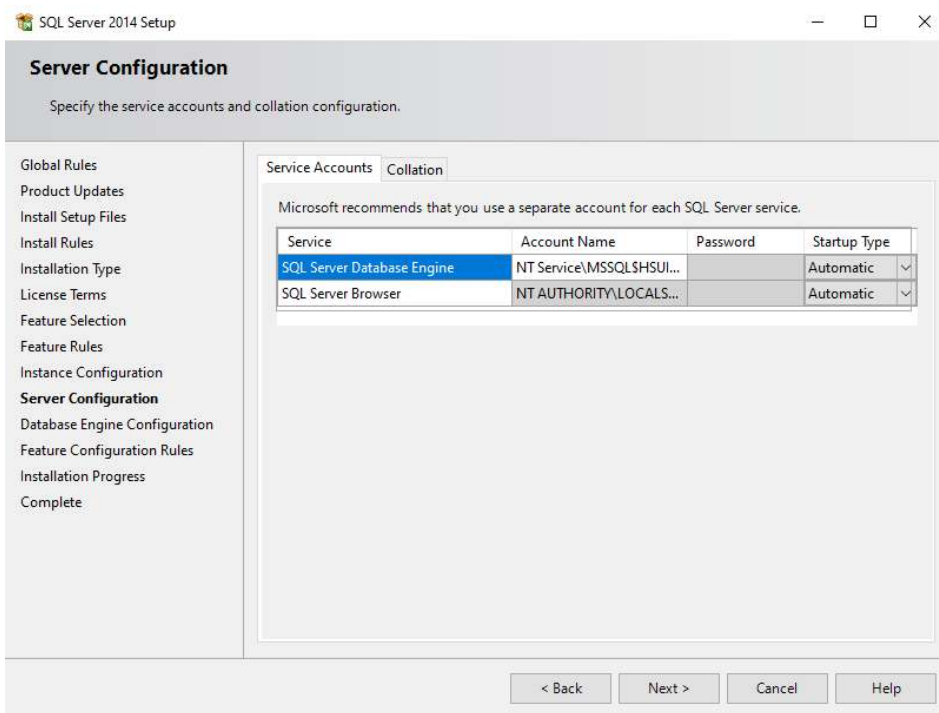 SQL Server 2014 Setup
Server Configuration
Specify the service accounts and collation configuration.
Global Rules
Product Updates
Install Setup Files
Install Rules
Installation Type
License Terms
Feature Selection
Feature Rules
Instance Configuration
Server Configuration
Database Engine Configuration
Feature Configuration Rules
Installation Progress
Complete
Service Accounts Collation
Microsoft recommends that you use a separate account for each SQL Server service.
Service Account Name Password Startup Type
SQL Server Database Engine NT Service\MSSQL$HSUI... Automatic
SQL Server Browser NT AUTHORITY\LOCALS... Automatic
< Back Next > Cancel Help